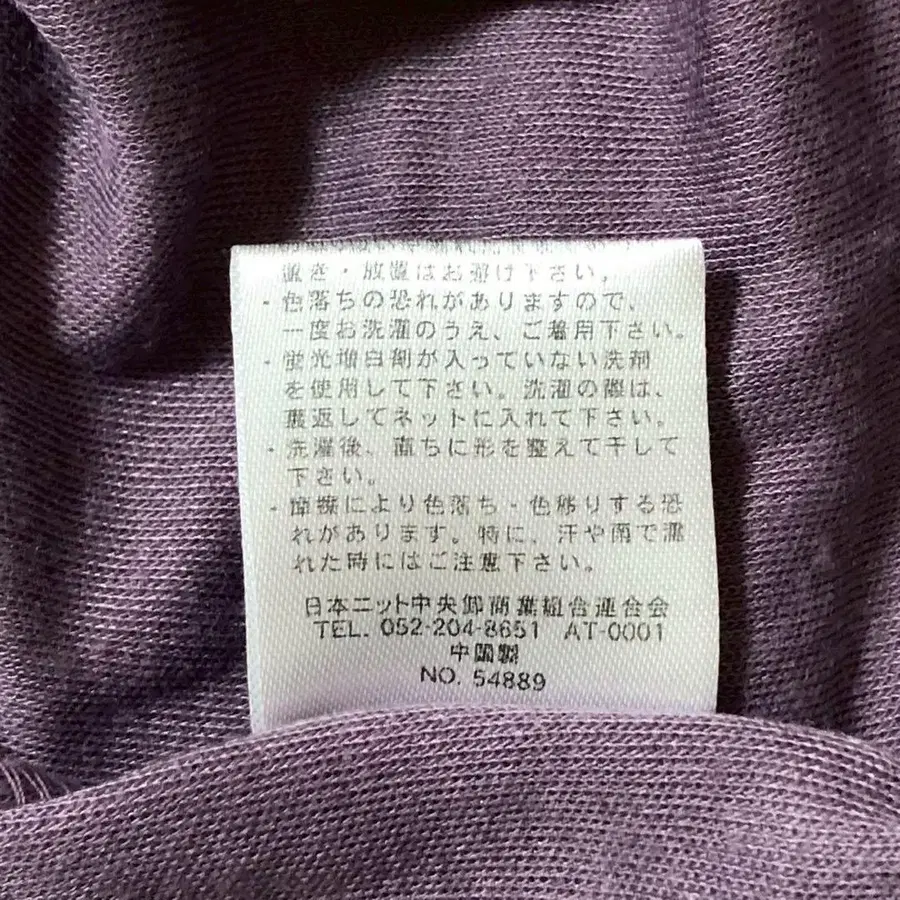 置き・放置はお避け下さい。
・色落ちの恐れがありますので、
一度お洗濯のうえ、ご着用下さい。
・蛍光増白剤が入っていない洗剤
を使用して下さい。洗濯の際は、
裏返してネットに入れて下さい。
・洗濯後、直ちに形を整えて干して
下さい。
・摩擦により色落ち・色移りする恐
れがあります。特に、汗や雨で濡
れた時にはご注意下さい。
日本ニット中央卸商業組合連合会
TEL. 052-204-8651 AT-0001
中国製
NO. 54889